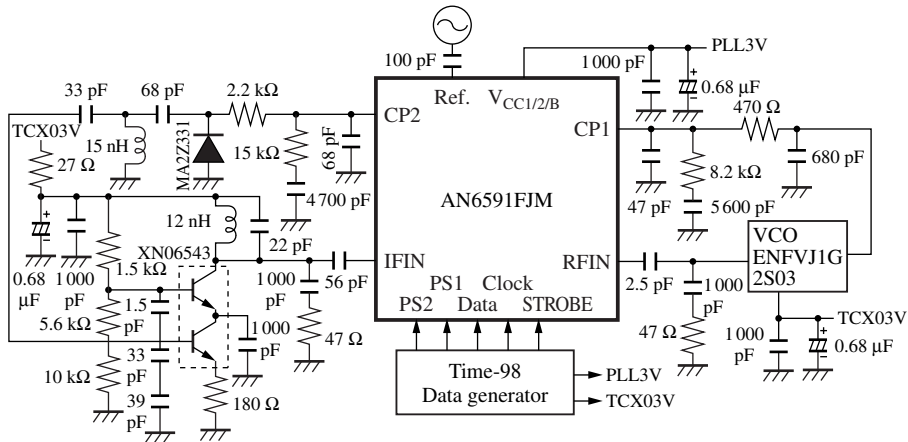 100 pF
PLL3V
1 000
pF
0.68 µF
33 pF
68 pF
2.2 kΩ
Ref.
VCC1/2/B
470 Ω
TCX03V
CP2
CP1
15 nH
MA2Z331
15 kΩ
68 pF
27 Ω
680 pF
8.2 kΩ
4 700 pF
47 pF
5 600 pF
AN6591FJM
12 nH
22 pF
VCO
ENFVJ1G
2S03
XN06543
0.68
µF
1 000
pF
1.5 kΩ
1 000
pF
56 pF
IFIN
RFIN
2.5 pF
1 000
pF
PS1
Clock
PS2
Data
STROBE
5.6 kΩ
1.5
pF
1 000
pF
47 Ω
47 Ω
TCX03V
1 000
pF
0.68 µF
10 kΩ
33
pF
39
pF
180 Ω
Time-98
Data generator
PLL3V
TCX03V